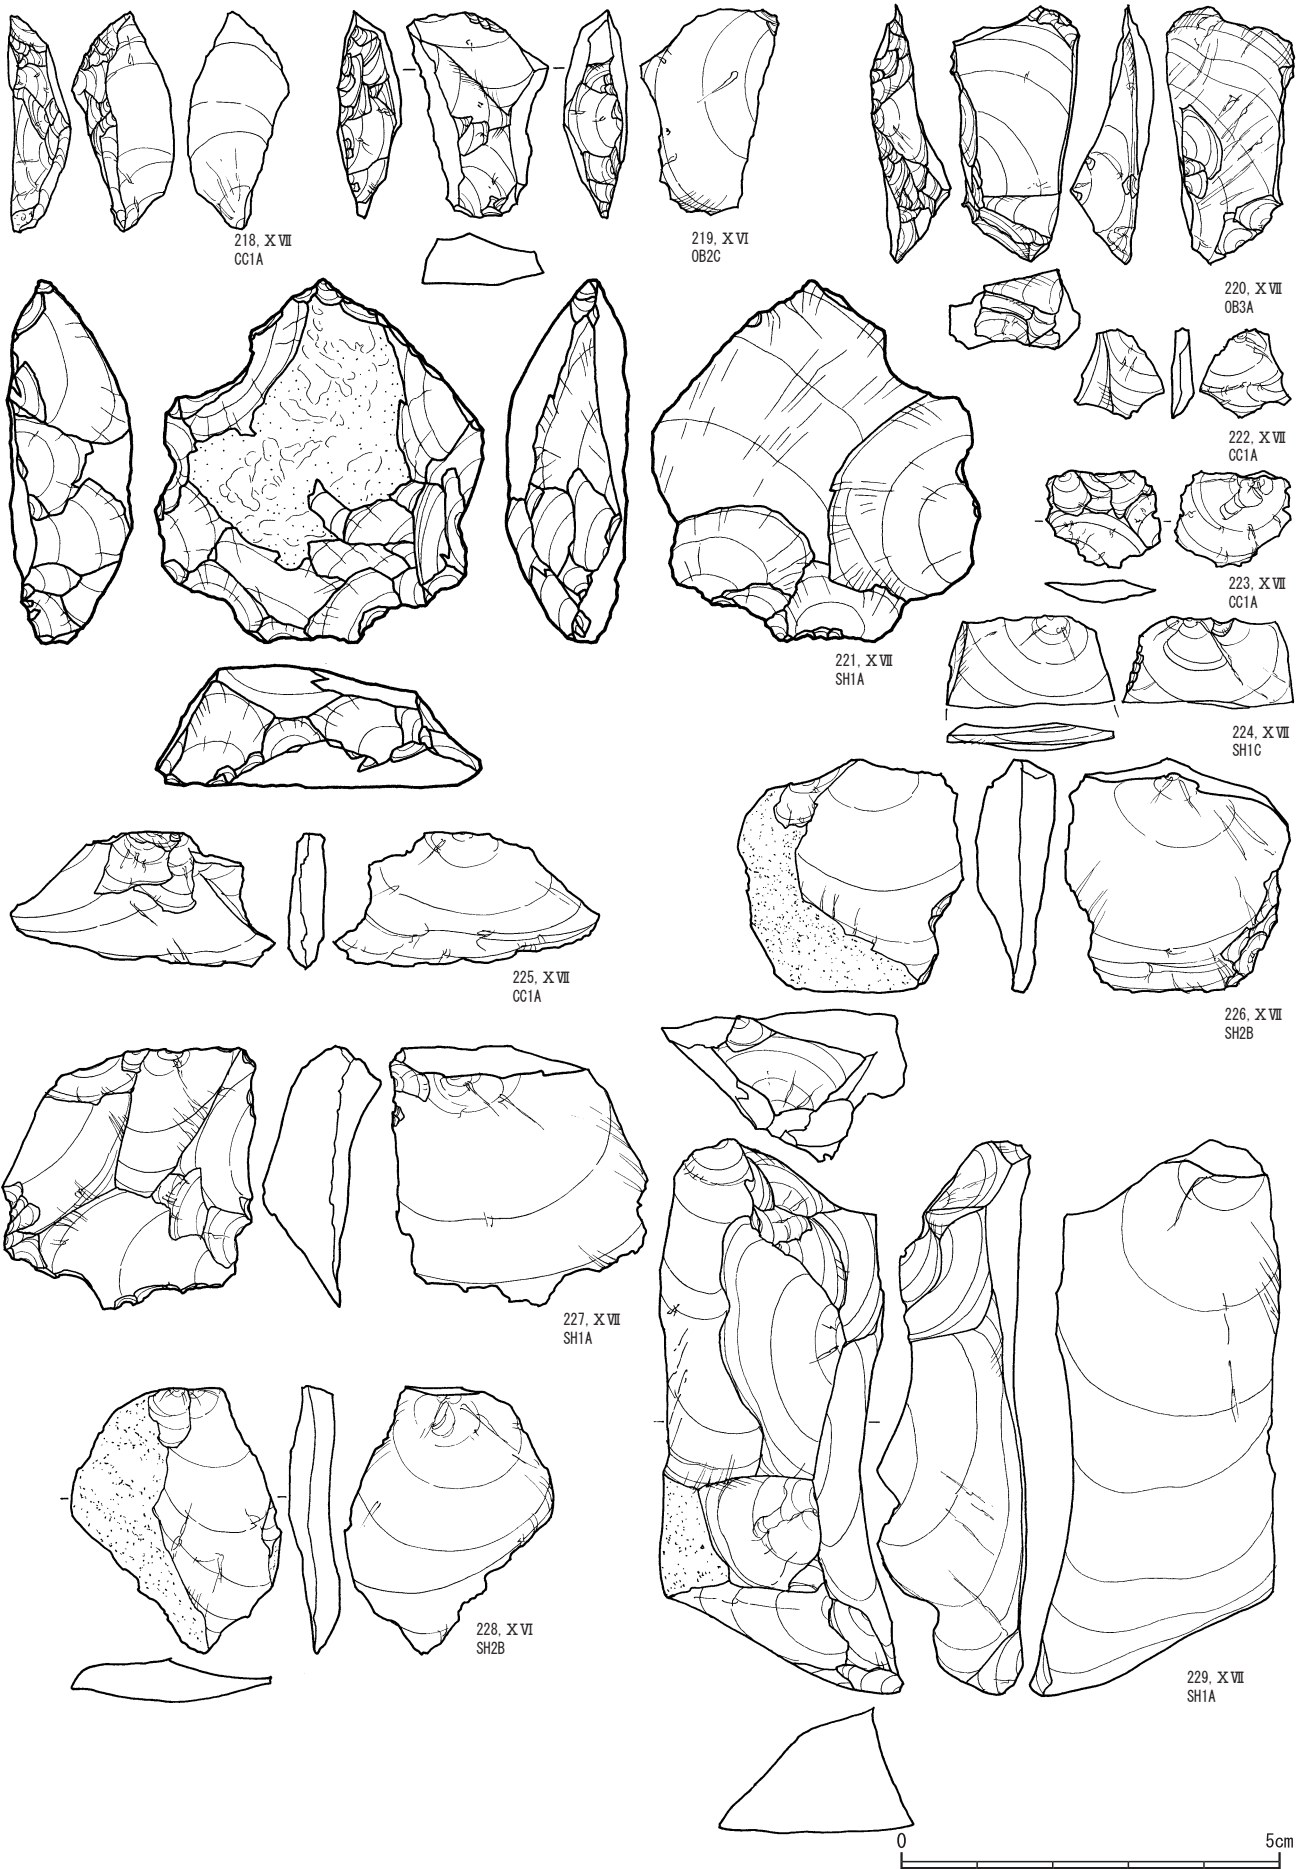 218, XⅦ
CC1A
219, XⅥ
OB2C
220, XⅦ
OB3A
222, XⅦ
CC1A
223, XⅦ
CC1A
221, XⅦ
SH1A
224, XⅦ
SH1C
225, XⅦ
CC1A
226, XⅦ
SH2B
227, XⅦ
SH1A
228, XⅥ
SH2B
229, XⅦ
SH1A
0 5cm